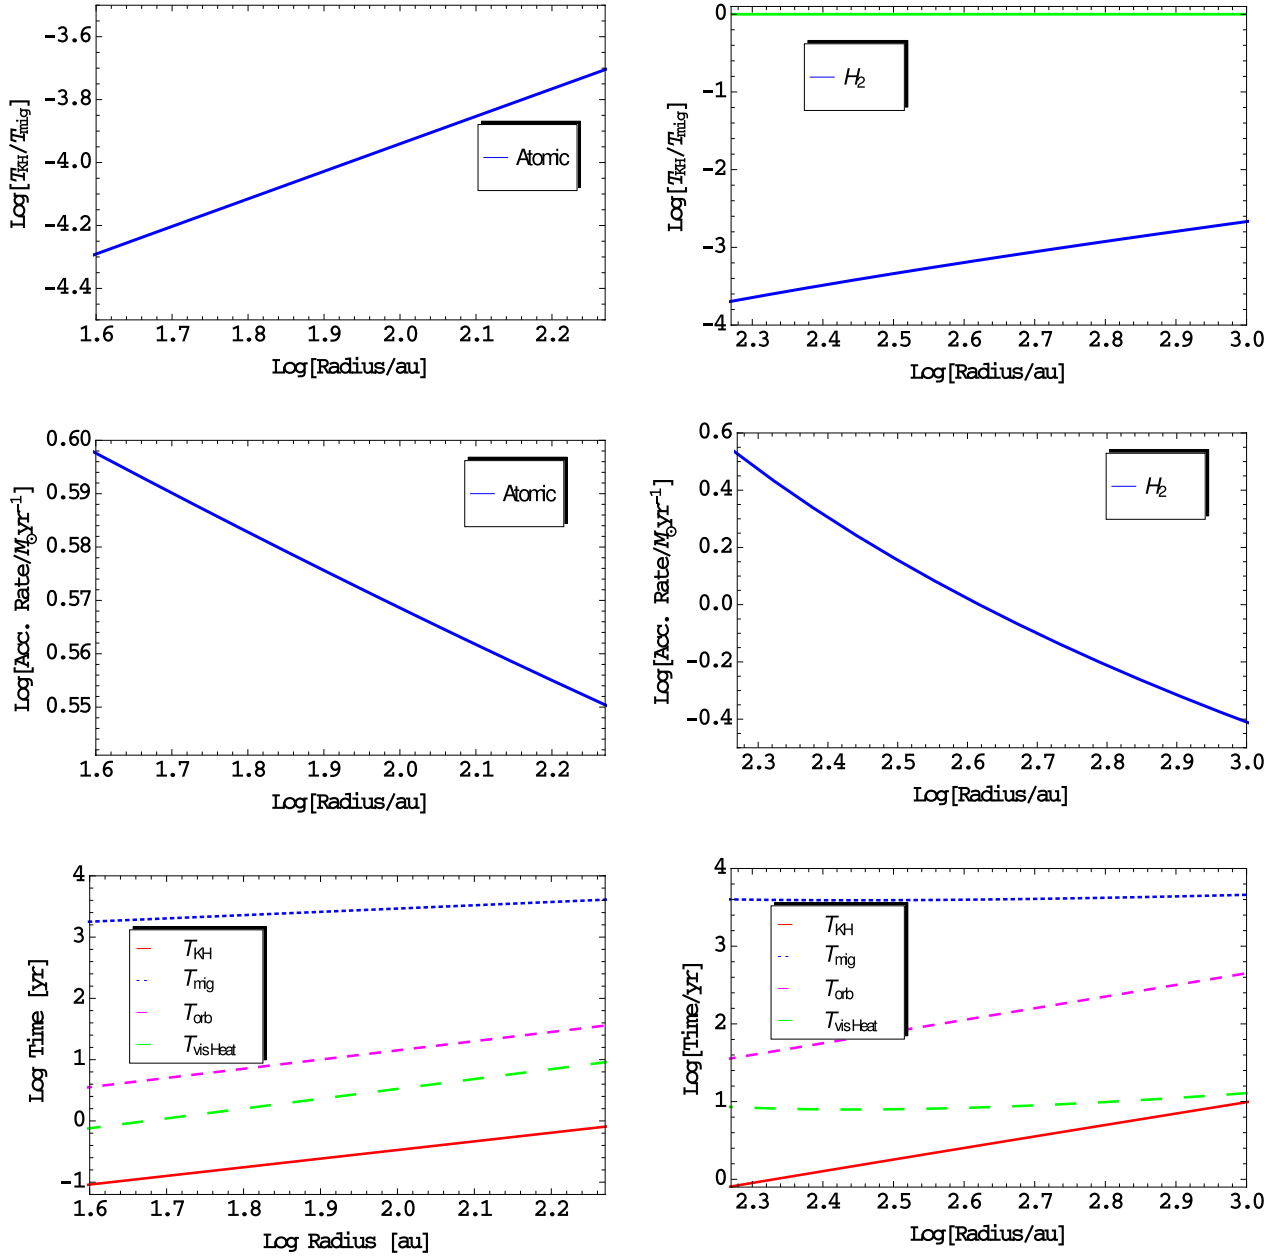 Log[T_KH/T_mig]
-3.6
-3.8
-4.0
-4.2
-4.4
Atomic
1.6 1.7 1.8 1.9 2.0 2.1 2.2
Log[Radius/au]
Log[T_KH/T_mig]
0
-1
-2
-3
-4
H₂
2.3 2.4 2.5 2.6 2.7 2.8 2.9 3.0
Log[Radius/au]
Log[Acc. Rate/M☉yr⁻¹]
0.60
0.59
0.58
0.57
0.56
0.55
Atomic
1.6 1.7 1.8 1.9 2.0 2.1 2.2
Log[Radius/au]
Log[Acc. Rate/M☉yr⁻¹]
0.6
0.4
0.2
0.0
-0.2
-0.4
H₂
2.3 2.4 2.5 2.6 2.7 2.8 2.9 3.0
Log[Radius/au]
Log Time [yr]
4
3
2
1
0
-1
T_KH
T_mig
T_orb
T_visHeat
1.6 1.7 1.8 1.9 2.0 2.1 2.2
Log Radius [au]
Log[Time/yr]
4
3
2
1
0
T_KH
T_mig
T_orb
T_visHeat
2.3 2.4 2.5 2.6 2.7 2.8 2.9 3.0
Log[Radius/au]